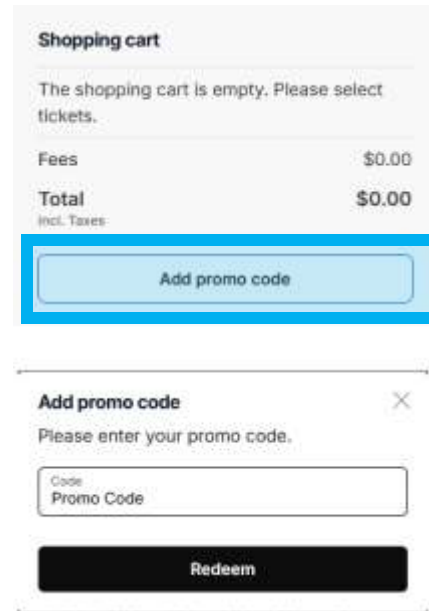 Shopping cart
The shopping cart is empty. Please select
tickets.
Fees $0.00
Total $0.00
incl. Taxes
Add promo code
Add promo code
Please enter your promo code.
Code
Promo Code
Redeem